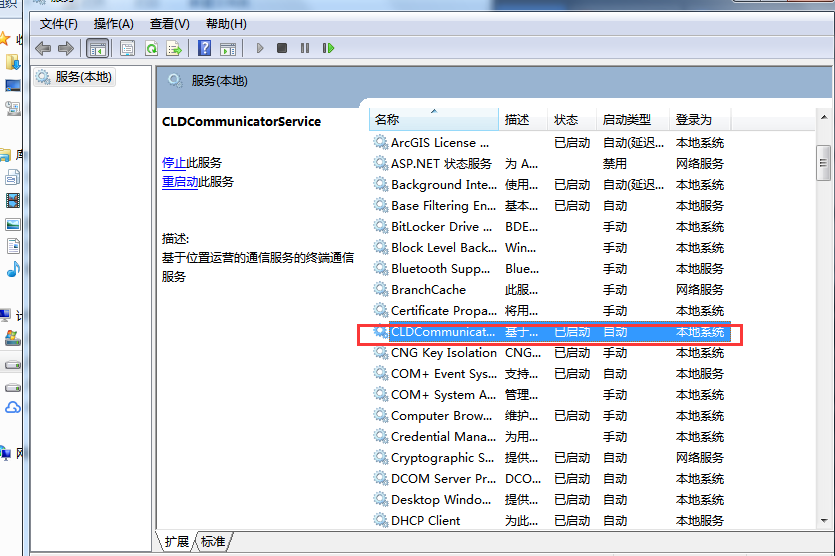 服务
文件(F) 操作(A) 查看(V) 帮助(H)
服务(本地)
服务(本地)
CLDCommunicatorService
停止此服务
重启动此服务
描述:
基于位置运营的通信服务的终端通信
服务
名称 描述 状态 启动类型 登录为
ArcGIS License ... 已启动 自动(延迟... 本地系统
ASP.NET 状态服务 为 A... 禁用 网络服务
Background Inte... 使用... 已启动 自动(延迟... 本地系统
Base Filtering En... 基本... 已启动 自动 本地服务
BitLocker Drive ... BDE... 手动 本地系统
Block Level Back... Win... 手动 本地系统
Bluetooth Supp... Blue... 手动 本地服务
BranchCache 此服... 手动 网络服务
Certificate Propa... 将用... 手动 本地系统
CLDCommunicat... 基于... 已启动 自动 本地系统
CNG Key Isolation CNG... 已启动 手动 本地系统
COM+ Event Sys... 支持... 已启动 自动 本地服务
COM+ System A... 管理... 手动 本地系统
Computer Brow... 维护... 已启动 手动 本地系统
Credential Mana... 为用... 手动 本地系统
Cryptographic S... 提供... 已启动 自动 网络服务
DCOM Server Pr... DCO... 已启动 自动 本地系统
Desktop Windo... 提供... 已启动 自动 本地系统
DHCP Client 为此... 已启动 自动 本地服务
扩展 标准